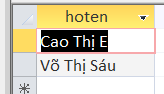 hoten
Cao Thị E
Võ Thị Sáu